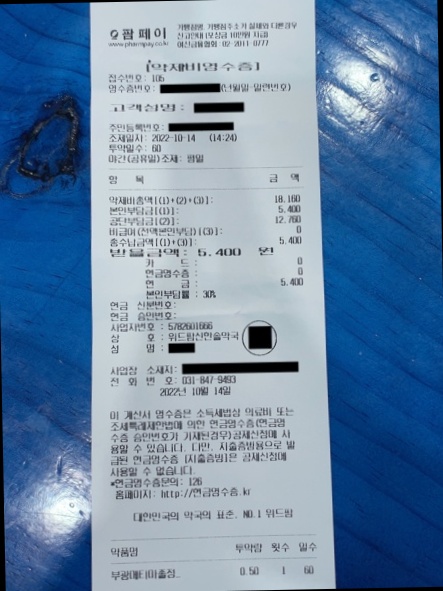 팜페이
www.pharmpay.co.kr
가맹점명 가맹점주소가 실제와 다른경우
신고안내 (포상금 10만원 지급)
여신금융협회 02-2011-0777
[약제비영수증]
접수번호: 105
영수증번호: (년월일-일련번호)
고객성명:
주민등록번호:
조제일자: 2022-10-14 (14:24)
투약일수: 60
야간(공휴일)조제: 평일
항 목 금 액
약제비총액[(1)+(2)+(3)]: 18.160
본인부담금[(1)]: 5.400
공단부담금[(2)]: 12.760
비급여(전액본인부담)[(3)]: 0
총수납금액[(1)+(3)]: 5.400
받을금액: 5.400 원
카 드 : 0
현금영수증 : 0
현 금 : 5.400
본인부담률 : 30%
현금 신분번호:
현금 승인번호:
사업자번호 : 5782601666
상 호 : 위드팜신한솔약국
성 명 :
사업장 소재지:
전 화 번 호: 031-847-9493
2022년 10월 14일
이 계산서 영수증은 소득세법상 의료비 또는
조세특례제한법에 의한 현금영수증(현금영
수증 승인번호가 기재된경우)공제신청에 사
용할 수 있습니다. 다만, 지출증빙용으로 발
급된 현금영수증 [지출증빙]은 공제신청에
사용할 수 없습니다.
*현금영수증문의: 126
홈페이지: http://현금영수증.kr
대한민국의 약국의 표준. NO.1 위드팜
약품명 투약량 횟수 일수
부광메티마졸정. 0.50 1 60